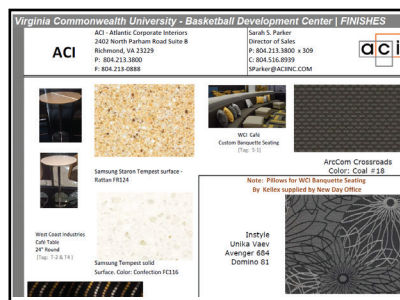 Virginia Commonwealth University - Basketball Development Center | FINISHES
ACI
ACI - Atlantic Corporate Interiors
2402 North Parham Road Suite B
Richmond, VA 23229
P: 804.213.3800
F: 804.213-0888
Sarah S. Parker
Director of Sales
P: 804.213.3800 x 309
C: 804.516.8939
SParker@ACIINC.COM
aci
Samsung Staron Tempest surface -
Rattan FR124
WCI Café
Custom Banquette Seating
(Tag: S-1)
ArcCom Crossroads
Color: Coal #18
Note: Pillows for WCI Banquette Seating
By Kellex supplied by New Day Office
West Coast Industries
Café Table
24" Round
(Tag: T-2 & T4 )
Samsung Tempest solid
Surface. Color: Confection FC116
Instyle
Unika Vaev
Avenger 684
Domino 81